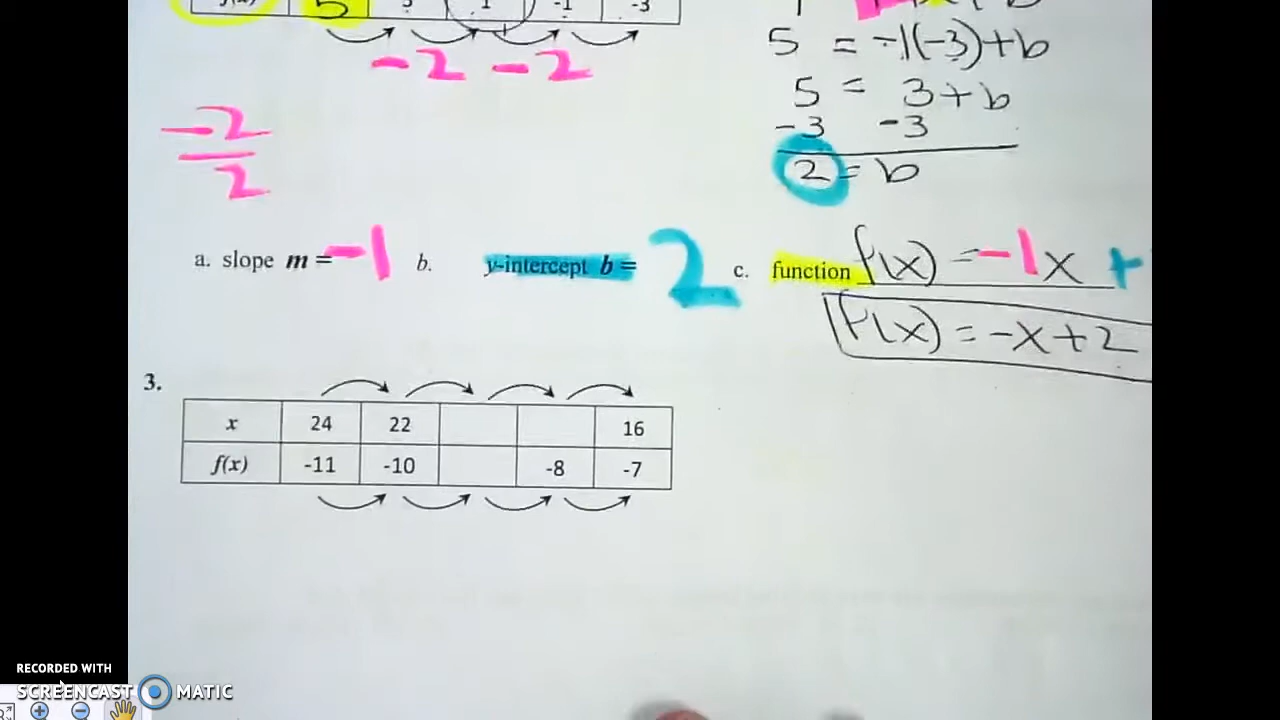 5 3 1 -1 -3
5 = -1(-3)+b
-2 -2
5 = 3+b
-3 -3
2 = b
-2
2
a. slope m = -1 b. y-intercept b = 2 c. function f(x) = -1x +
f(x) = -x+2
3.
x 24 22 16
f(x) -11 -10 -8 -7
RECORDED WITH
SCREENCAST MATIC